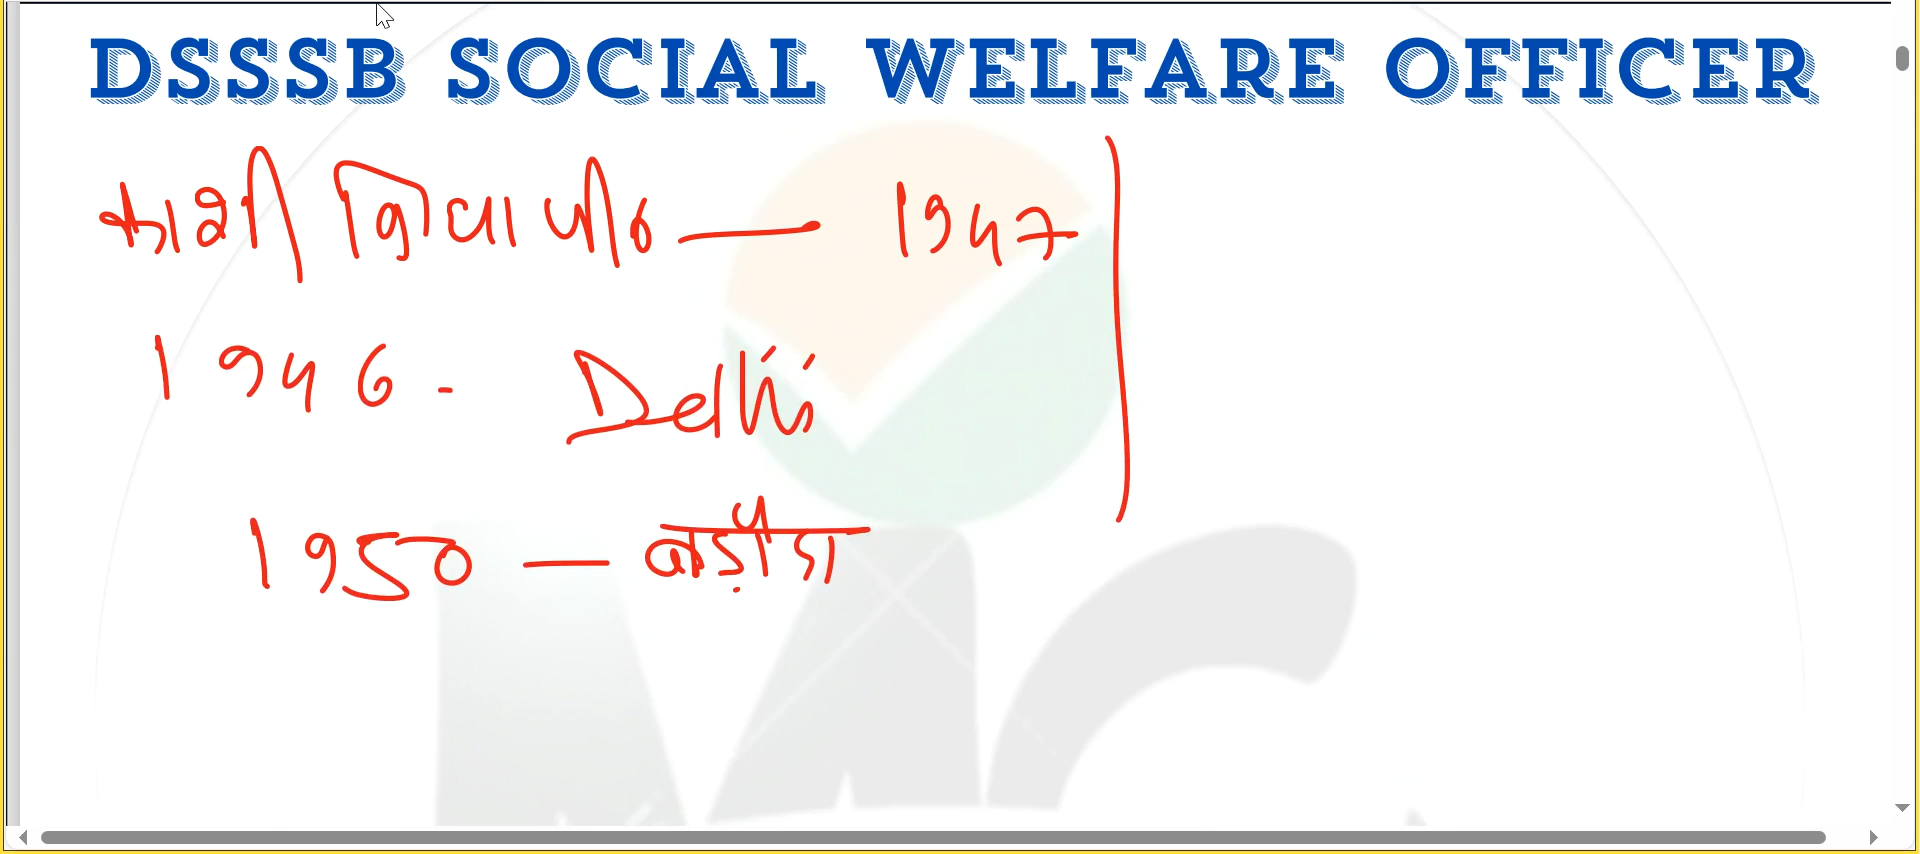 DSSSB SOCIAL WELFARE OFFICER
काशी विद्यापीठ — 1947
1946 - Delhi
1950 — बड़ौदा